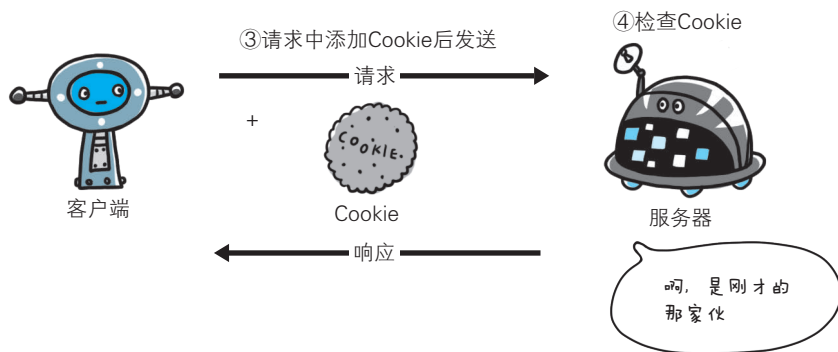 ④检查Cookie
③请求中添加Cookie后发送
请求
+
COOKIE.
客户端
Cookie
服务器
响应
啊,是刚才的
那家伙